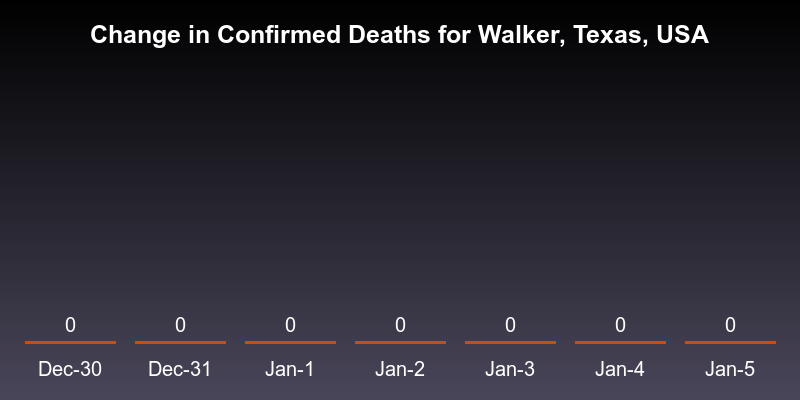 Change in Confirmed Deaths for Walker, Texas, USA
0 0 0 0 0 0 0
Dec-30 Dec-31 Jan-1 Jan-2 Jan-3 Jan-4 Jan-5